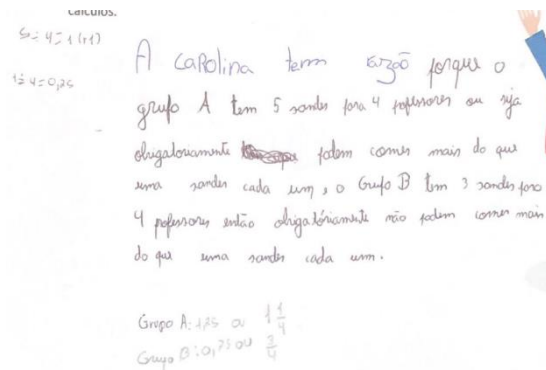 cálculos.
5÷4=1(r1)
1÷4=0,25
A CAROLINA tem razão porque o
grupo A tem 5 sandes para 4 professores ou seja
obrigatoriamente podem comer mais do que
uma sandes cada um, o Grupo B tem 3 sandes para
4 professores então obrigatóriamente não podem comer mais
do que uma sandes cada um.
Grupo A: 1,25 ou 1 1/4
Grupo B: 0,75 ou 3/4